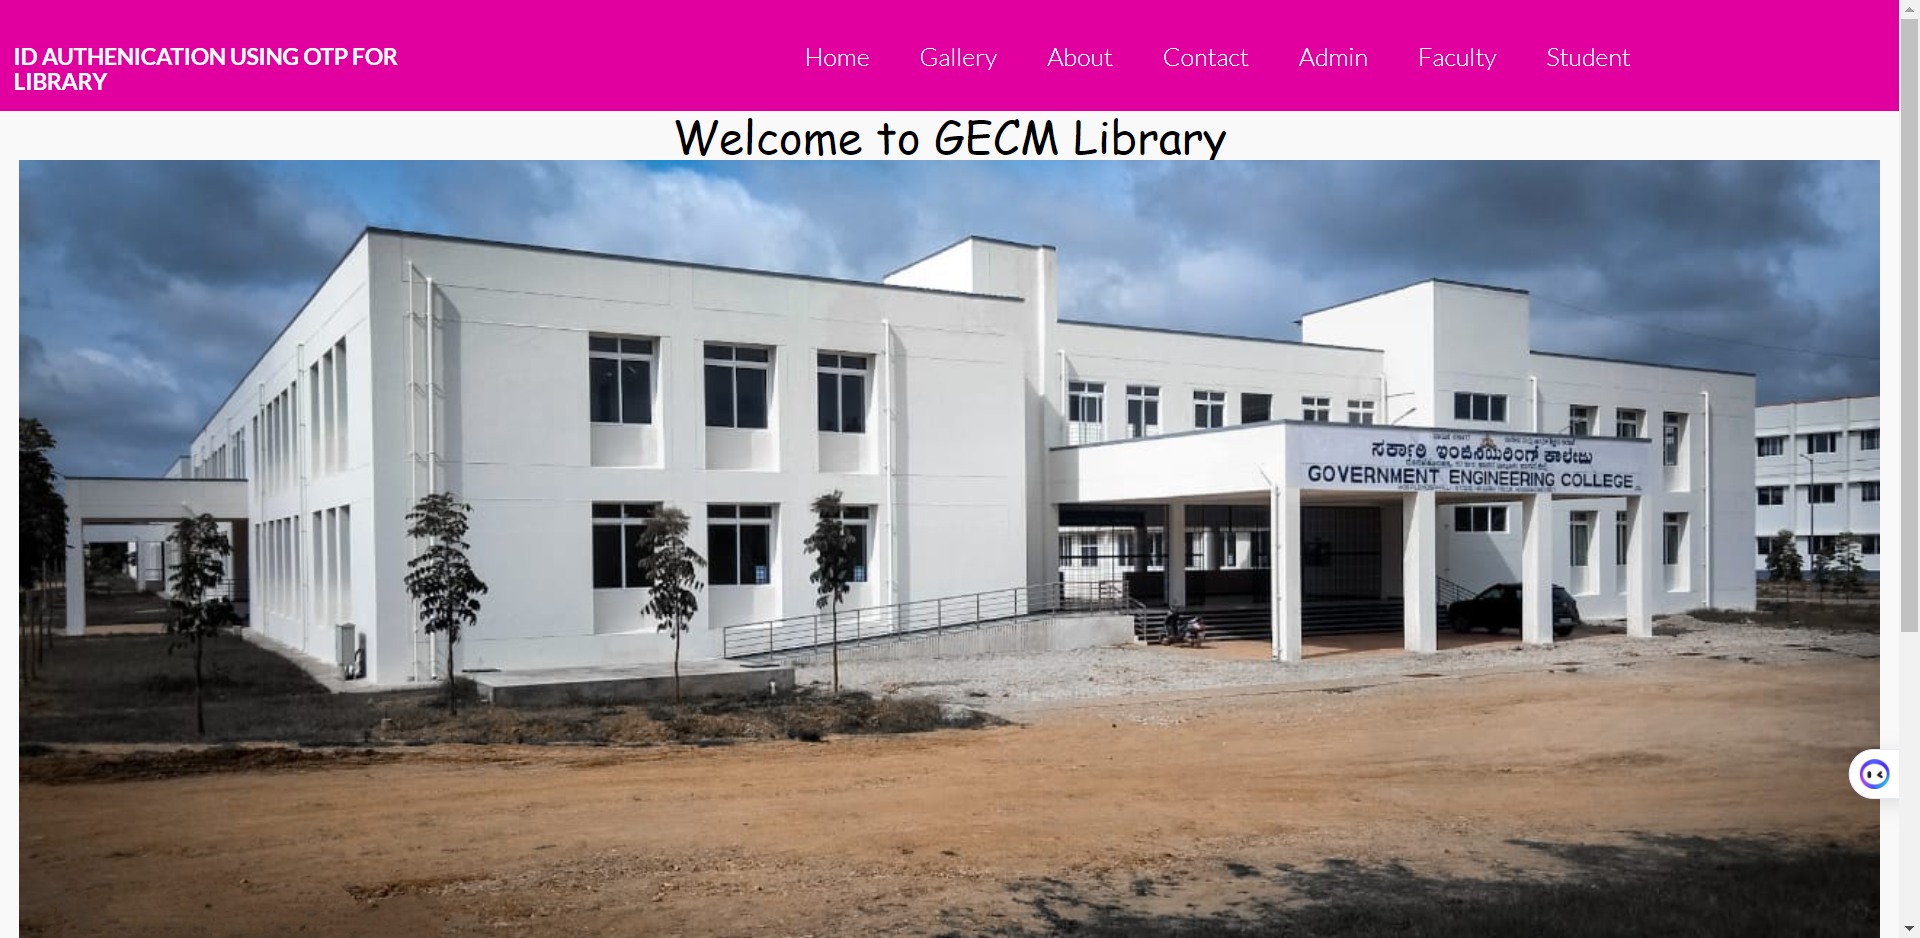 ID AUTHENICATION USING OTP FOR
LIBRARY
Home Gallery About Contact Admin Faculty Student
Welcome to GECM Library
ಸರ್ಕಾರಿ ಇಂಜಿನಿಯರಿಂಗ್ ಕಾಲೇಜು
GOVERNMENT ENGINEERING COLLEGE